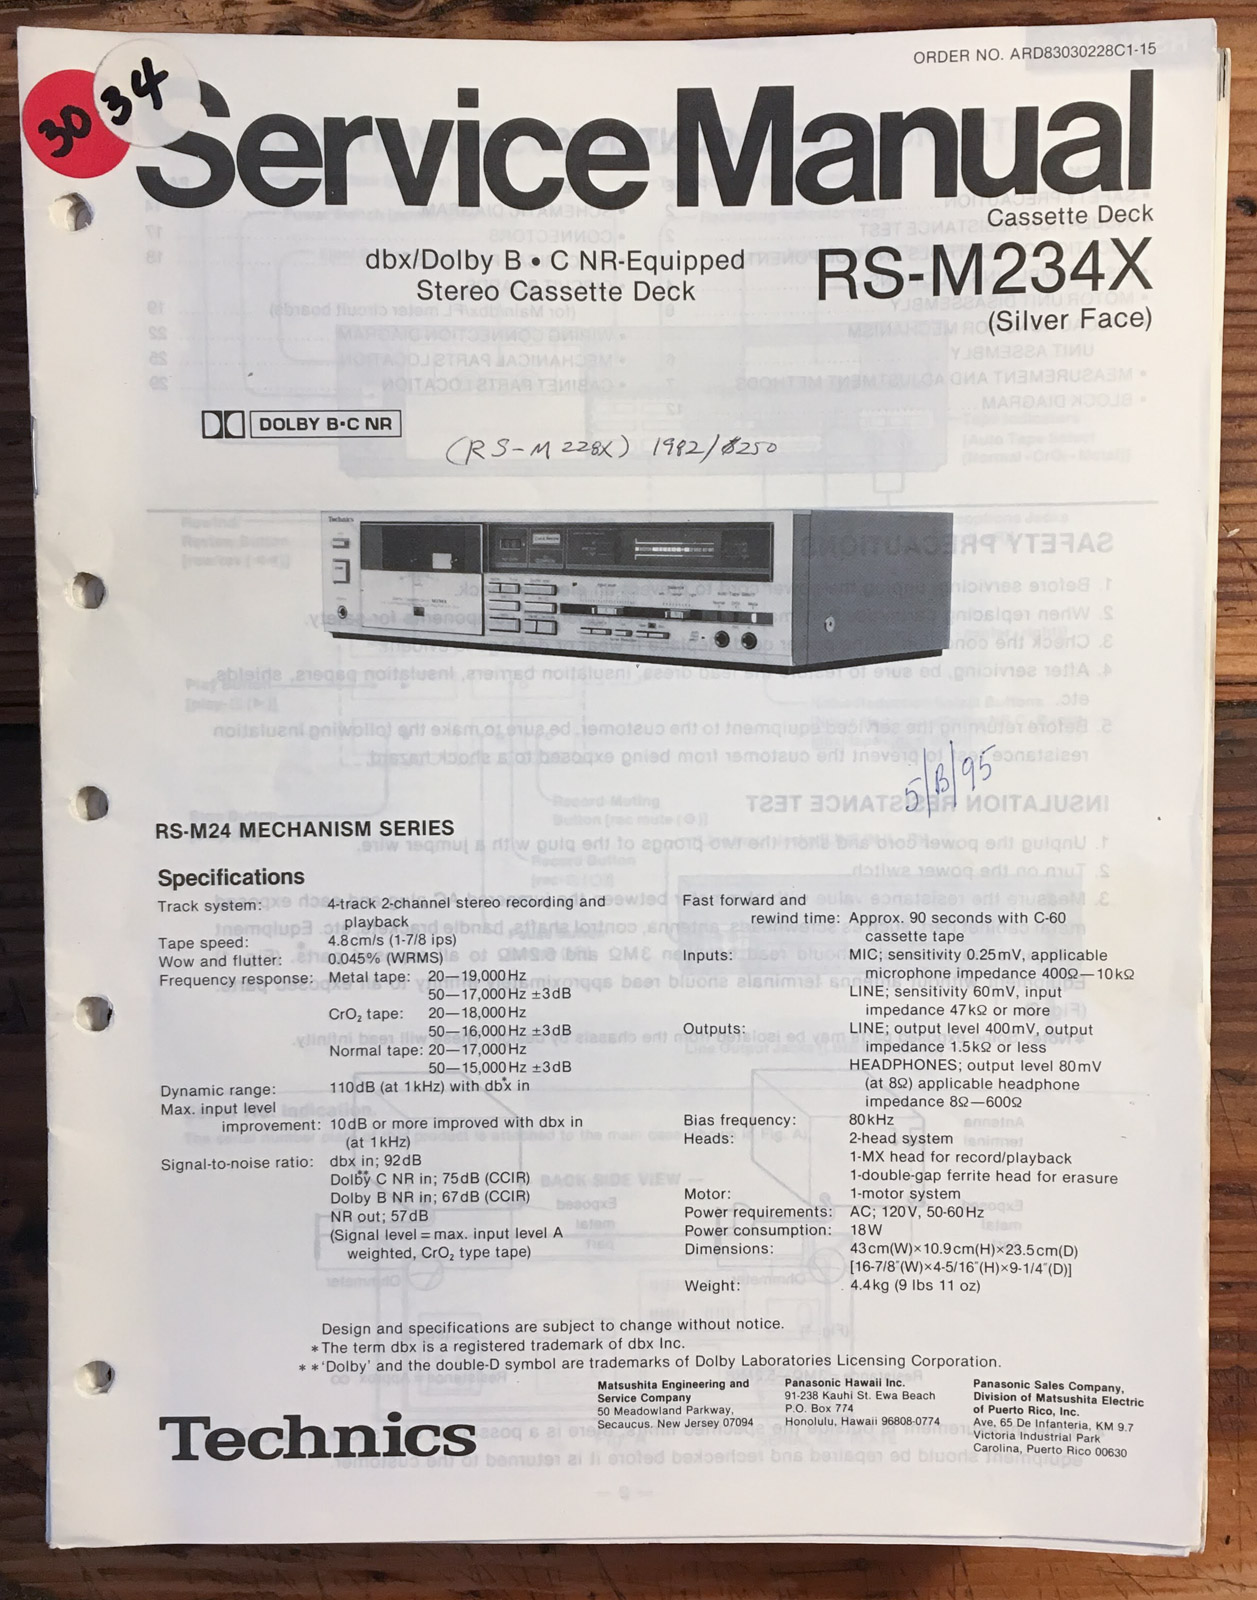 ORDER NO. ARD83030228C1-15
30
34
Service Manual
Cassette Deck
dbx/Dolby B • C NR-Equipped
Stereo Cassette Deck
RS-M234X
(Silver Face)
DOLBY B•C NR
(RS-M228X) 1982/$250
Technics
5/B/95
RS-M24 MECHANISM SERIES
Specifications
Track system: 4-track 2-channel stereo recording and
playback
Tape speed: 4.8cm/s (1-7/8 ips)
Wow and flutter: 0.045% (WRMS)
Frequency response: Metal tape: 20—19,000Hz
50—17,000Hz ±3dB
CrO₂ tape: 20—18,000Hz
50—16,000Hz ±3dB
Normal tape: 20—17,000Hz
50—15,000Hz ±3dB
Dynamic range: 110dB (at 1kHz) with dbx* in
Max. input level
improvement: 10dB or more improved with dbx in
(at 1kHz)
Signal-to-noise ratio: dbx in; 92dB
Dolby** C NR in; 75dB (CCIR)
Dolby B NR in; 67dB (CCIR)
NR out; 57dB
(Signal level = max. input level A
weighted, CrO₂ type tape)
Fast forward and
rewind time: Approx. 90 seconds with C-60
cassette tape
Inputs: MIC; sensitivity 0.25mV, applicable
microphone impedance 400Ω—10kΩ
LINE; sensitivity 60mV, input
impedance 47kΩ or more
Outputs: LINE; output level 400mV, output
impedance 1.5kΩ or less
HEADPHONES; output level 80mV
(at 8Ω) applicable headphone
impedance 8Ω—600Ω
Bias frequency: 80kHz
Heads: 2-head system
1-MX head for record/playback
1-double-gap ferrite head for erasure
Motor: 1-motor system
Power requirements: AC; 120V, 50-60Hz
Power consumption: 18W
Dimensions: 43cm(W)×10.9cm(H)×23.5cm(D)
[16-7/8″(W)×4-5/16″(H)×9-1/4″(D)]
Weight: 4.4kg (9 lbs 11 oz)
Design and specifications are subject to change without notice.
* The term dbx is a registered trademark of dbx Inc.
* * 'Dolby' and the double-D symbol are trademarks of Dolby Laboratories Licensing Corporation.
Technics
Matsushita Engineering and
Service Company
50 Meadowland Parkway,
Secaucus. New Jersey 07094
Panasonic Hawaii Inc.
91-238 Kauhi St. Ewa Beach
P.O. Box 774
Honolulu, Hawaii 96808-0774
Panasonic Sales Company,
Division of Matsushita Electric
of Puerto Rico, Inc.
Ave, 65 De Infanteria, KM 9.7
Victoria Industrial Park
Carolina, Puerto Rico 00630